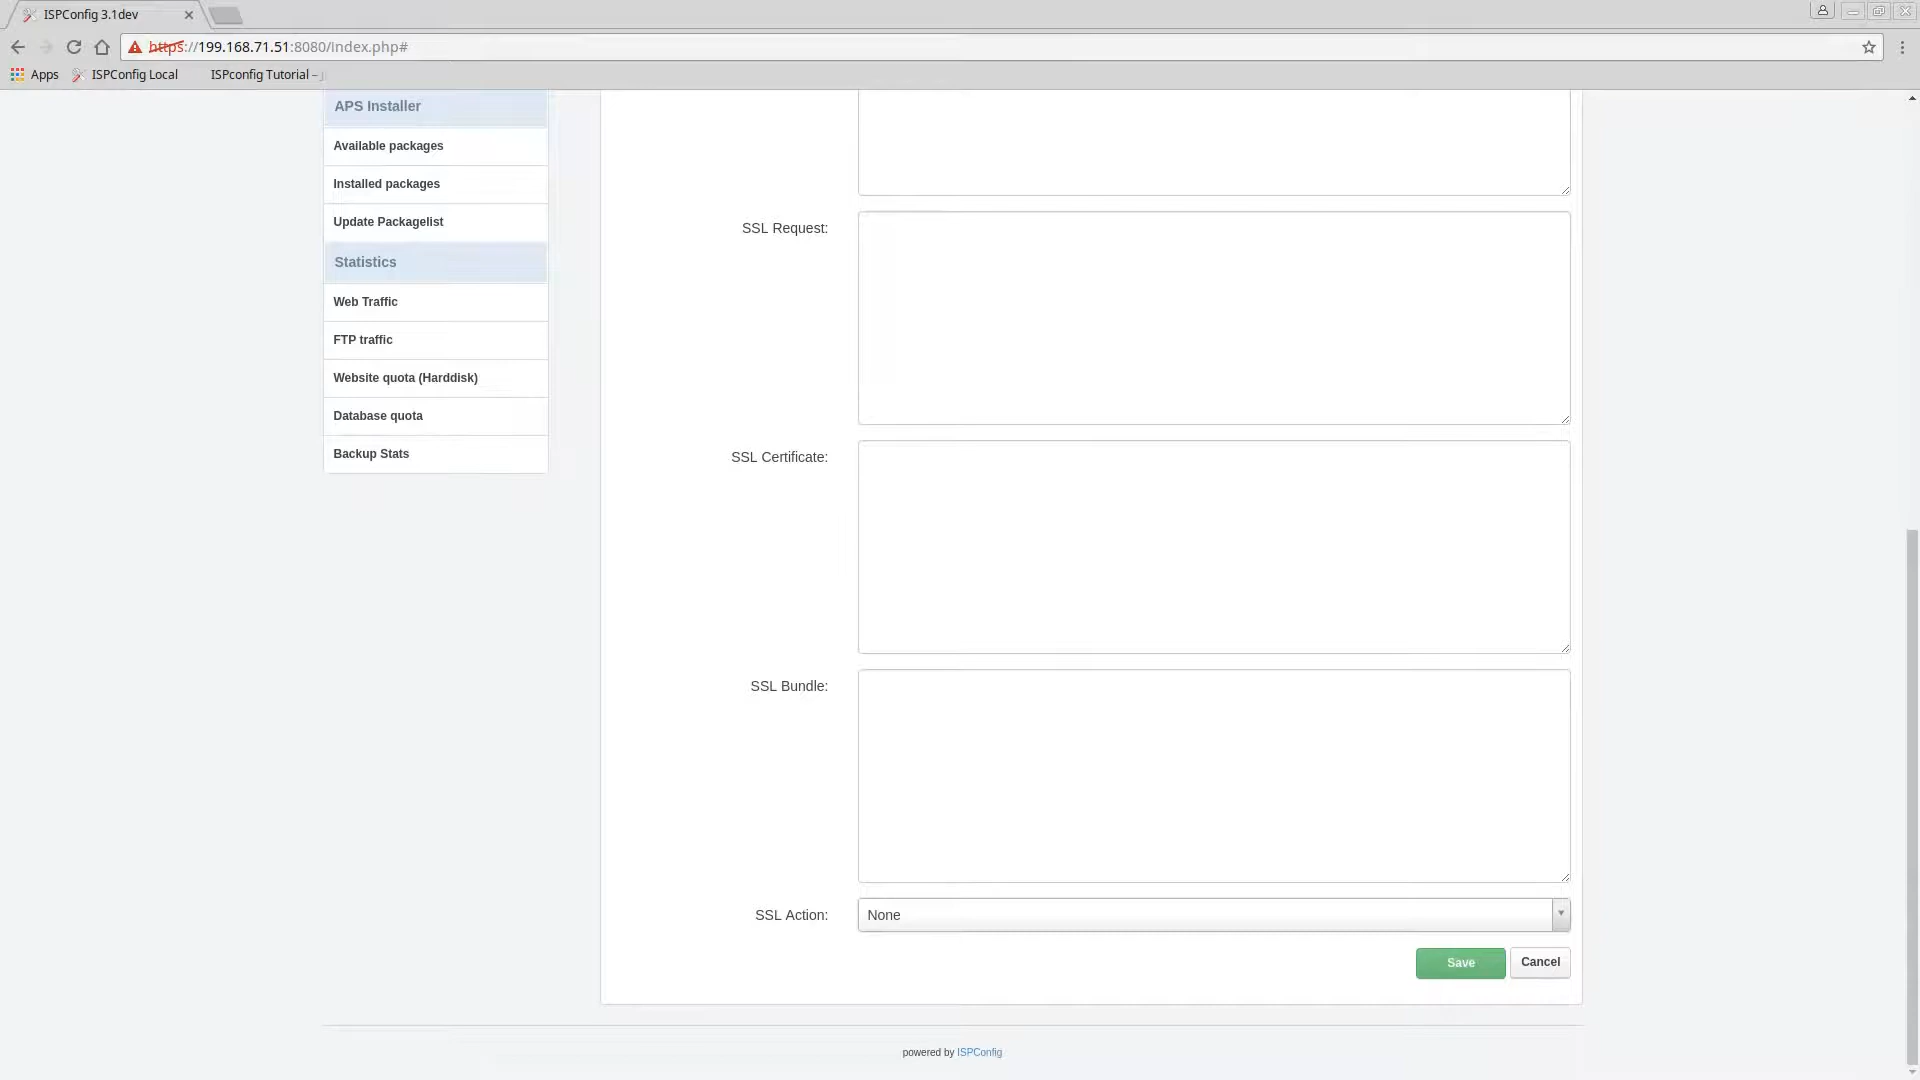 ISPConfig 3.1dev
https://199.168.71.51:8080/index.php#
Apps
ISPConfig Local
ISPconfig Tutorial –
APS Installer
Available packages
Installed packages
Update Packagelist
Statistics
Web Traffic
FTP traffic
Website quota (Harddisk)
Database quota
Backup Stats
SSL Request:
SSL Certificate:
SSL Bundle:
SSL Action:
None
Save
Cancel
powered by ISPConfig